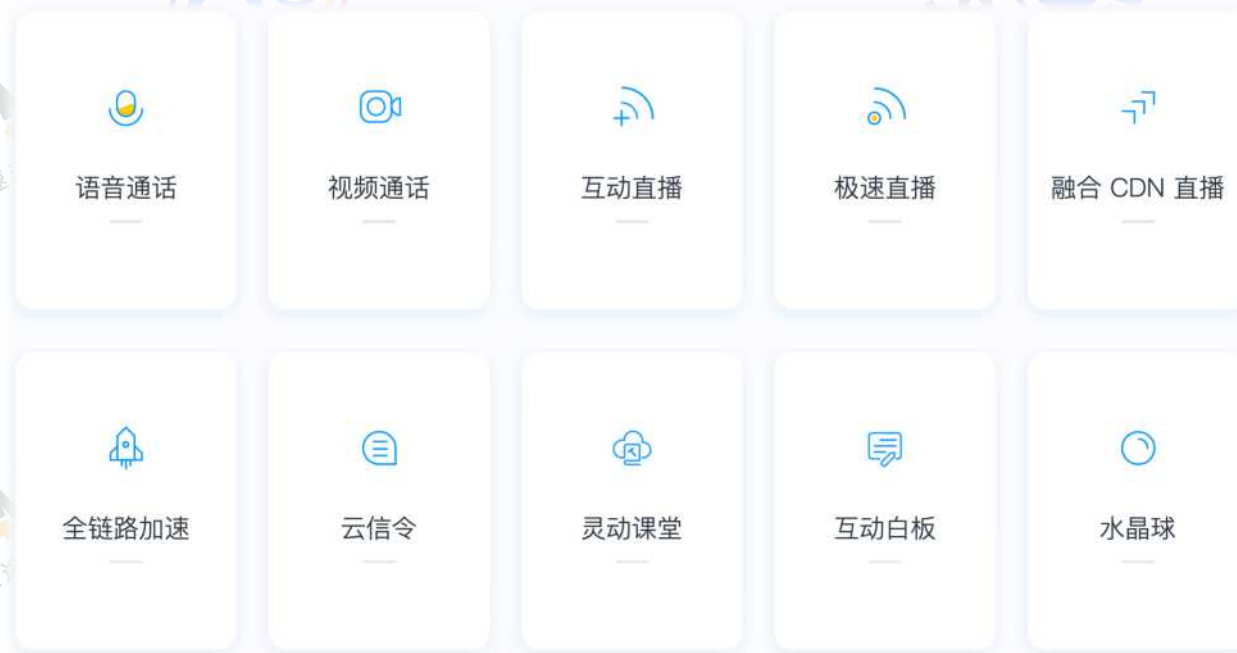 语音通话
视频通话
互动直播
极速直播
融合 CDN 直播
全链路加速
云信令
灵动课堂
互动白板
水晶球